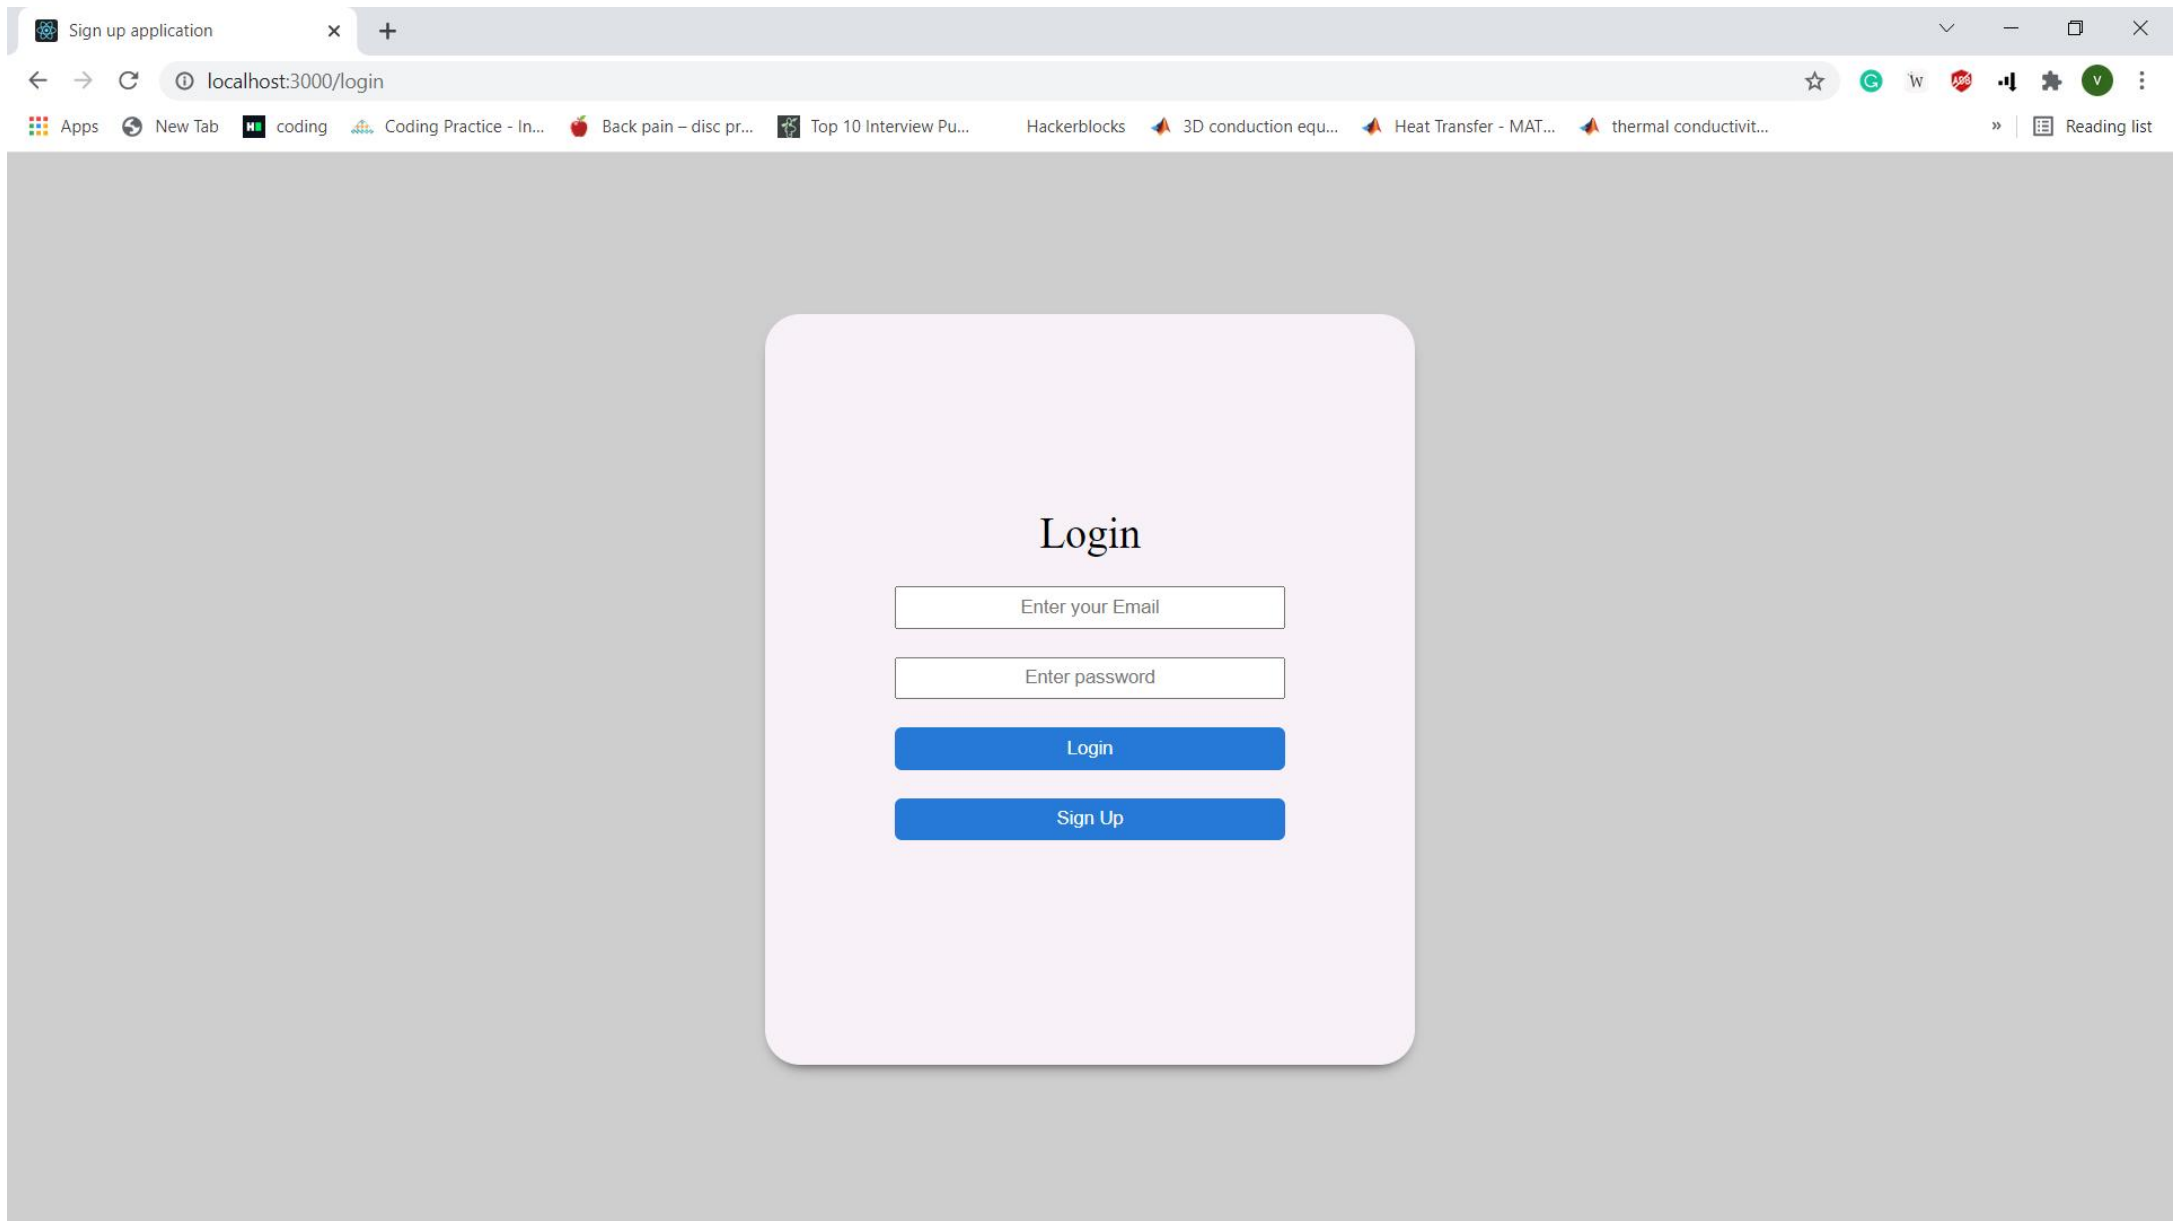 Sign up application
localhost:3000/login
Apps New Tab coding Coding Practice - In... Back pain – disc pr... Top 10 Interview Pu... Hackerblocks 3D conduction equ... Heat Transfer - MAT... thermal conductivit... » Reading list
Login
Enter your Email
Enter password
Login
Sign Up